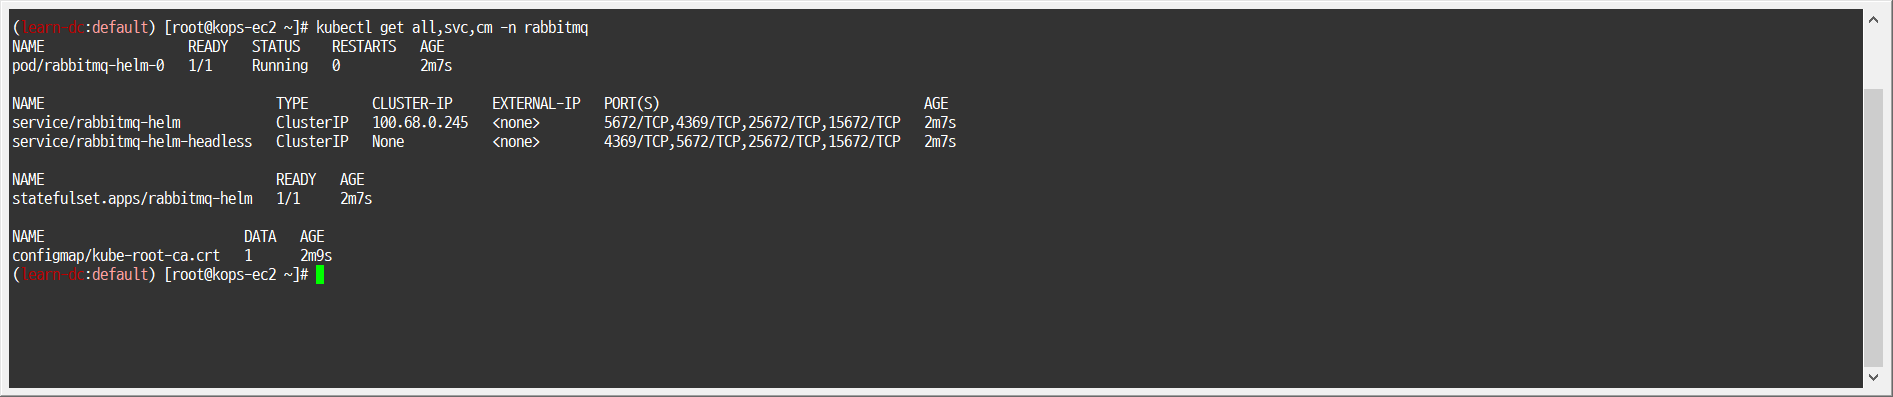 (learn-dc:default) [root@kops-ec2 ~]# kubectl get all,svc,cm -n rabbitmq
NAME                  READY   STATUS    RESTARTS   AGE
pod/rabbitmq-helm-0   1/1     Running   0          2m7s

NAME                             TYPE        CLUSTER-IP     EXTERNAL-IP   PORT(S)                                 AGE
service/rabbitmq-helm            ClusterIP   100.68.0.245   <none>        5672/TCP,4369/TCP,25672/TCP,15672/TCP   2m7s
service/rabbitmq-helm-headless   ClusterIP   None           <none>        4369/TCP,5672/TCP,25672/TCP,15672/TCP   2m7s

NAME                             READY   AGE
statefulset.apps/rabbitmq-helm   1/1     2m7s

NAME                         DATA   AGE
configmap/kube-root-ca.crt   1      2m9s
(learn-dc:default) [root@kops-ec2 ~]#